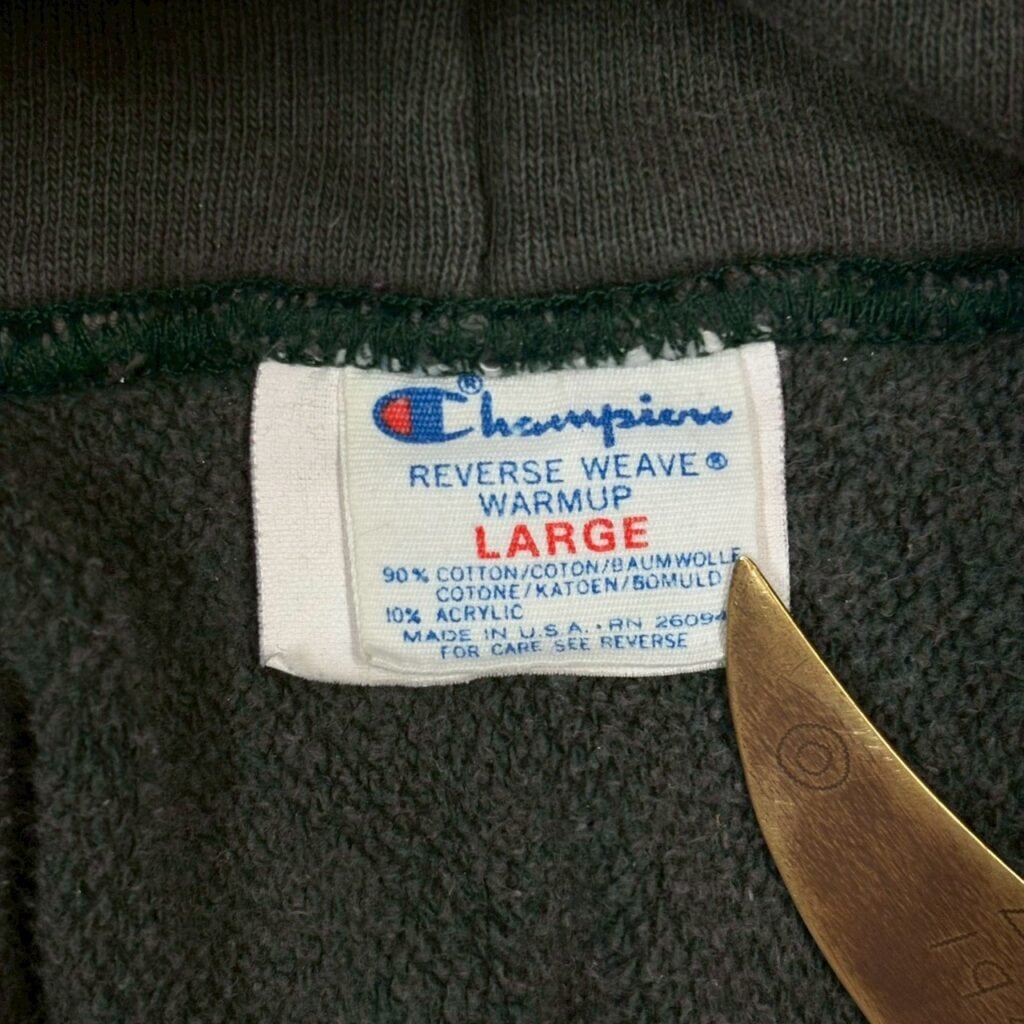 Champion®
REVERSE WEAVE®
WARMUP
LARGE
90% COTTON/COTON/BAUMWOLLE
COTONE/KATOEN/BOMULD
10% ACRYLIC
MADE IN U.S.A. • RN 26094
FOR CARE SEE REVERSE